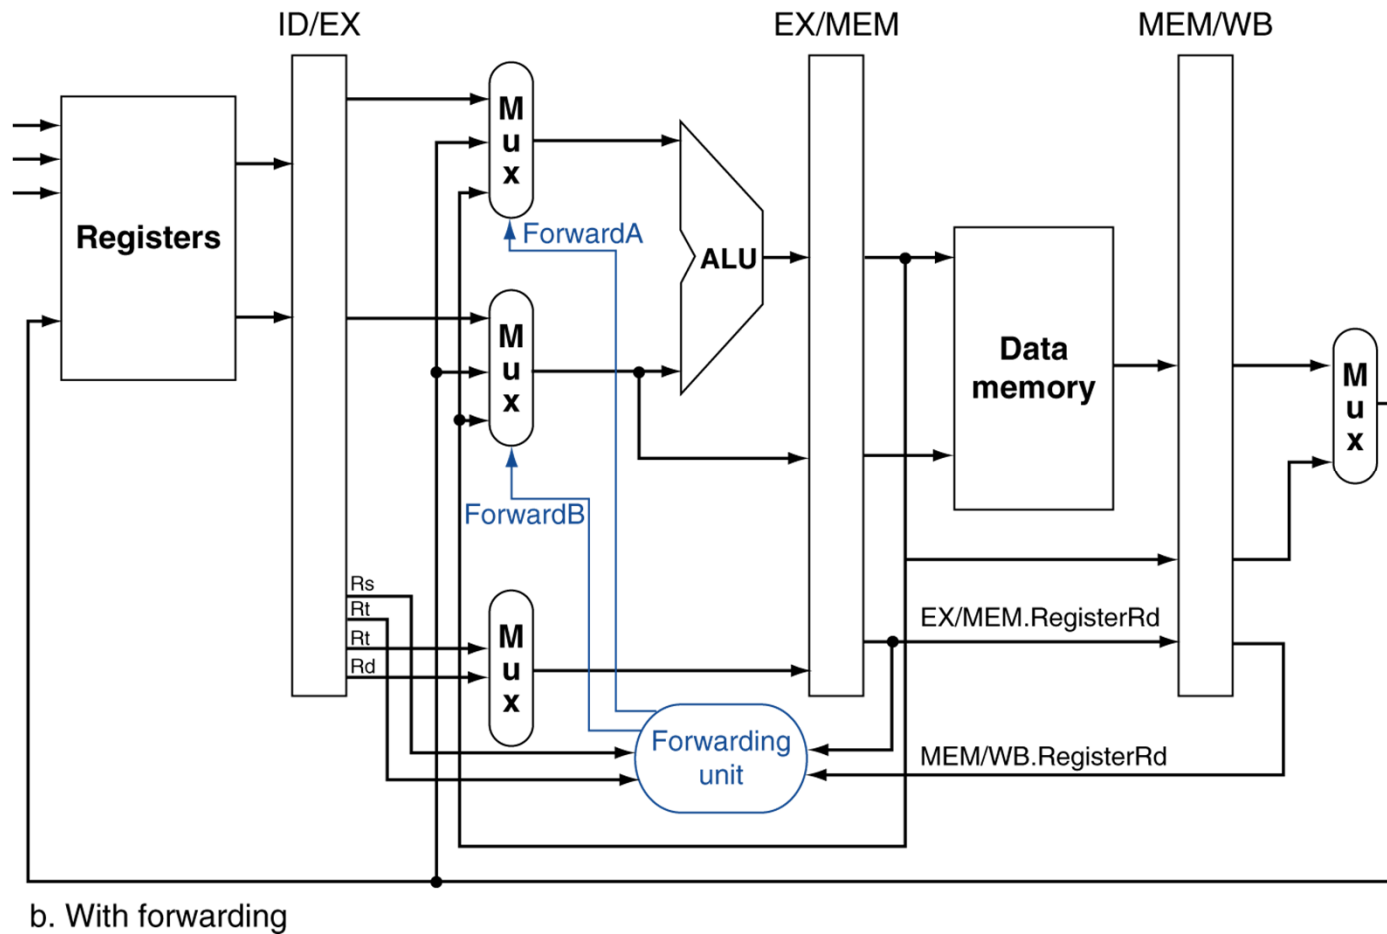 ID/EX
EX/MEM
MEM/WB
M
u
x
Registers
ForwardA
ALU
M
u
x
Data
memory
M
u
x
ForwardB
Rs
Rt
Rt
Rd
M
u
x
EX/MEM.RegisterRd
Forwarding
unit
MEM/WB.RegisterRd
b. With forwarding